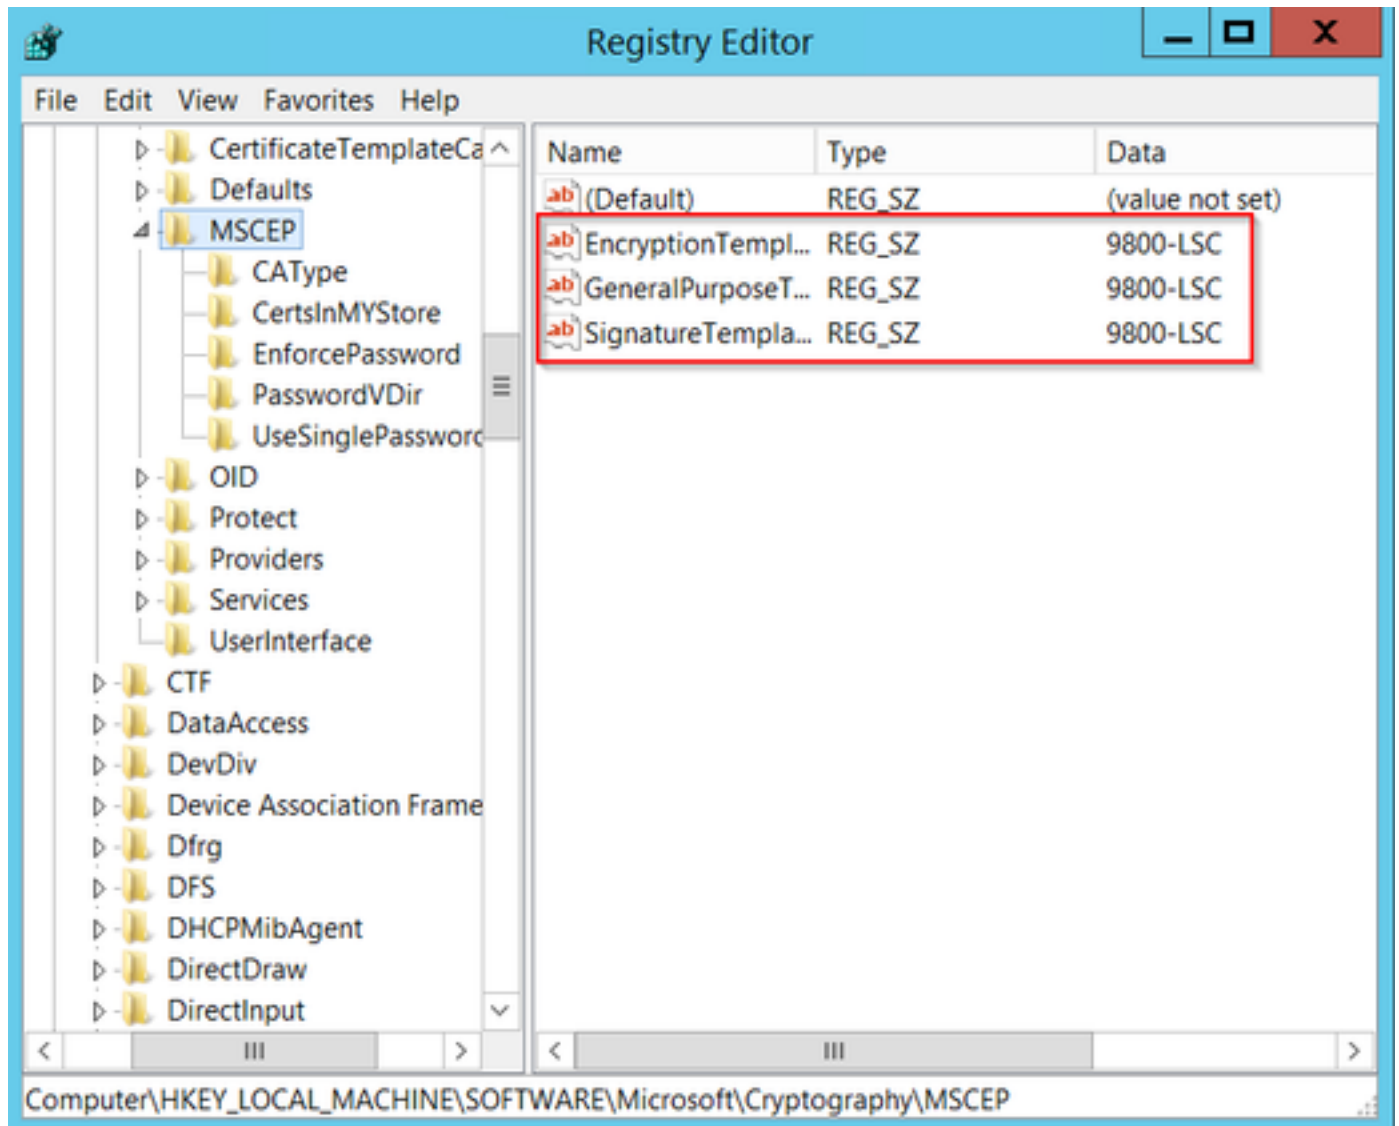 Registry Editor
File Edit View Favorites Help
CertificateTemplateCa
Defaults
MSCEP
CAType
CertsInMYStore
EnforcePassword
PasswordVDir
UseSinglePassword
OID
Protect
Providers
Services
UserInterface
CTF
DataAccess
DevDiv
Device Association Frame
Dfrg
DFS
DHCPMibAgent
DirectDraw
DirectInput
Name Type Data
(Default) REG_SZ (value not set)
EncryptionTempl... REG_SZ 9800-LSC
GeneralPurposeT... REG_SZ 9800-LSC
SignatureTempla... REG_SZ 9800-LSC
Computer\HKEY_LOCAL_MACHINE\SOFTWARE\Microsoft\Cryptography\MSCEP